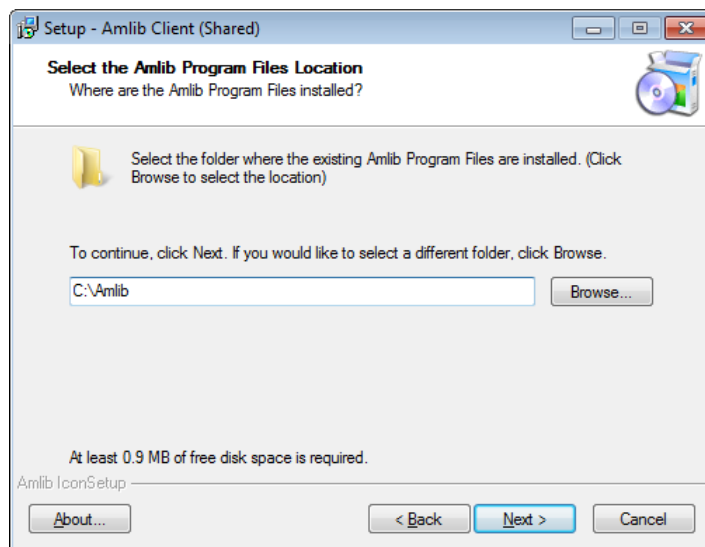 Setup - Amlib Client (Shared)
Select the Amlib Program Files Location
Where are the Amlib Program Files installed?
Select the folder where the existing Amlib Program Files are installed. (Click
Browse to select the location)
To continue, click Next. If you would like to select a different folder, click Browse.
C:\Amlib
Browse...
At least 0.9 MB of free disk space is required.
Amlib IconSetup
About...
< Back
Next >
Cancel